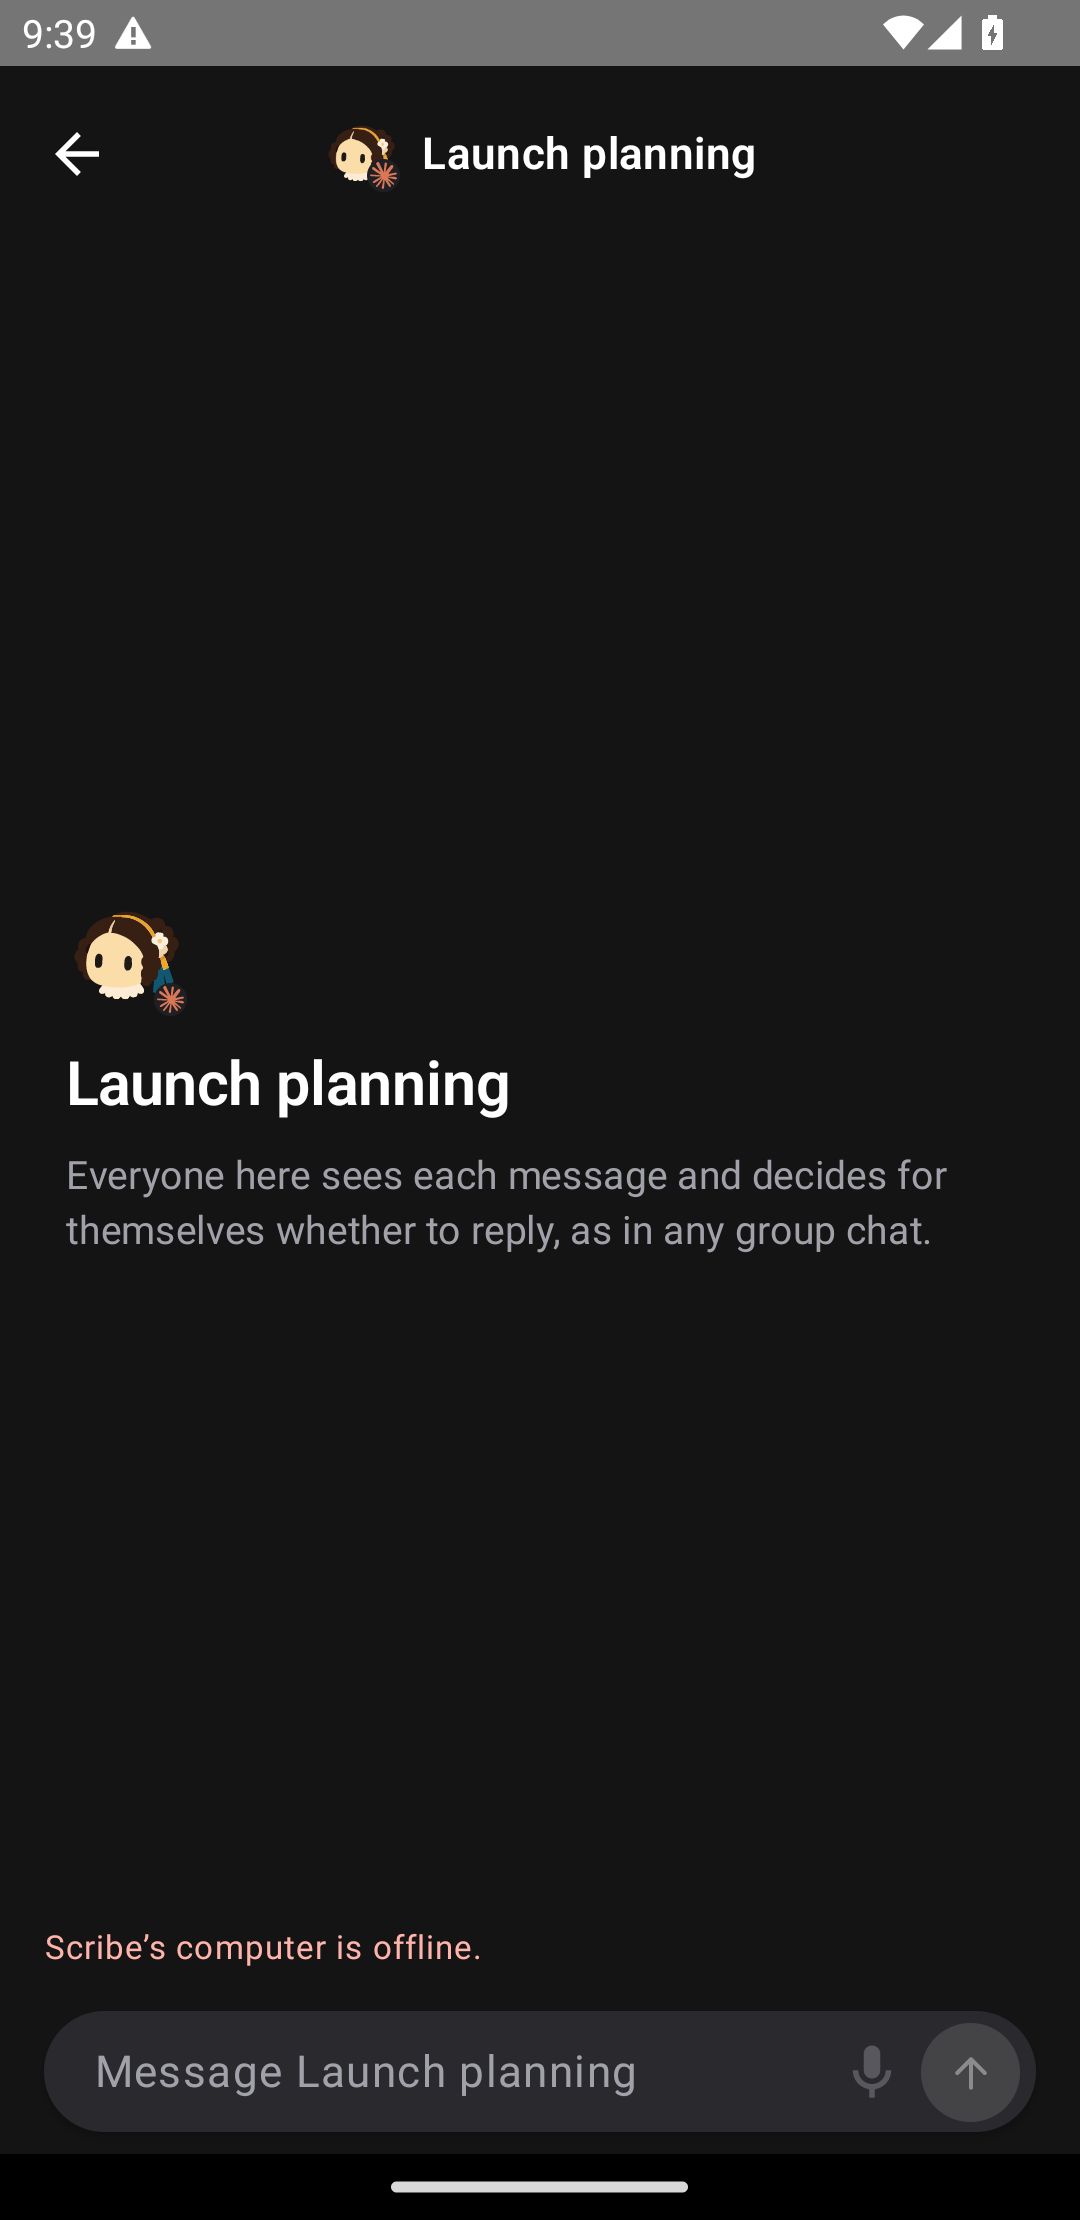 9:39
Launch planning
Launch planning
Everyone here sees each message and decides for
themselves whether to reply, as in any group chat.
Scribe’s computer is offline.
Message Launch planning